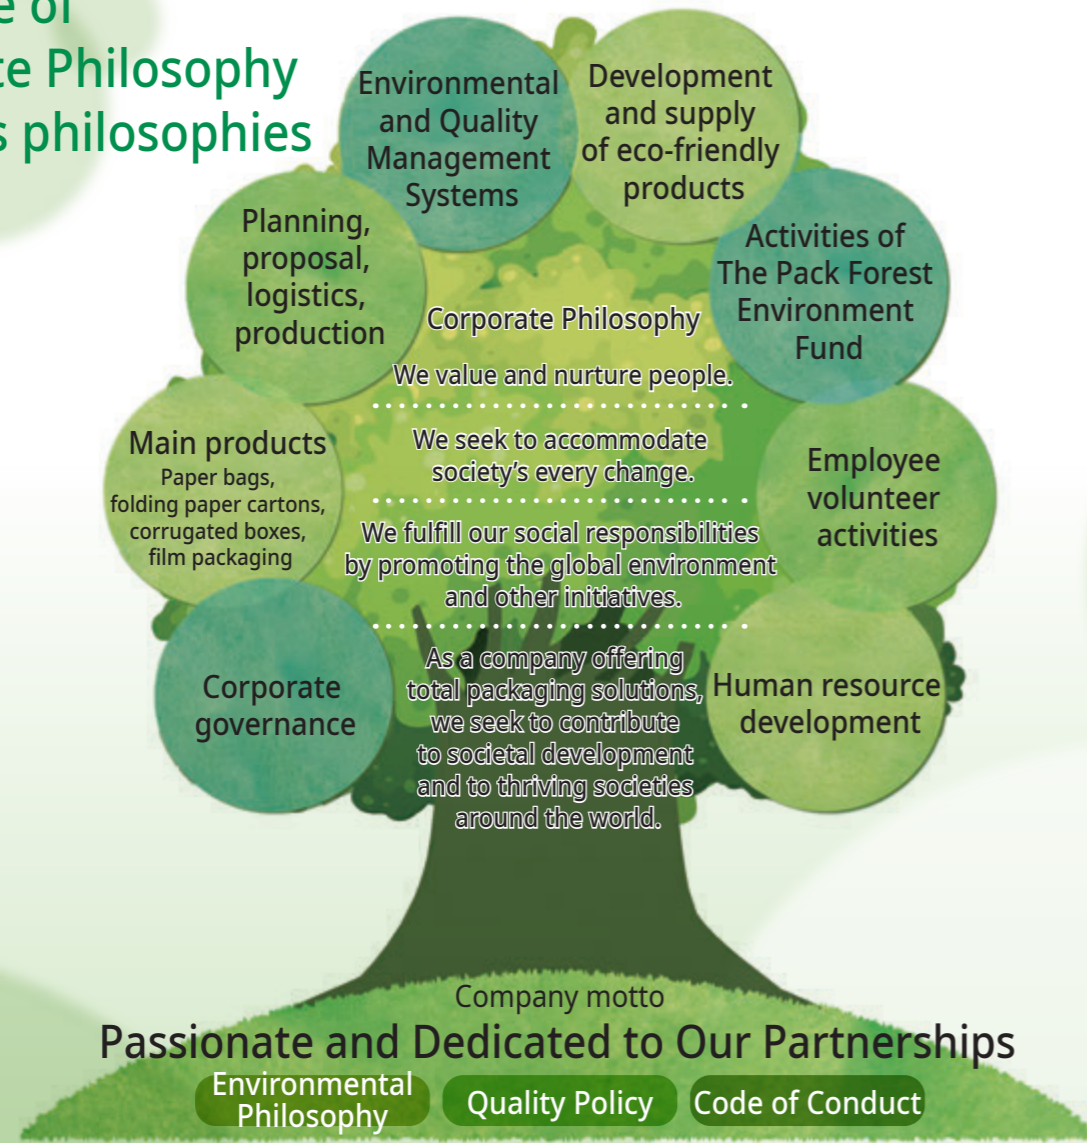 e of
te Philosophy
s philosophies
Environmental
and Quality
Management
Systems
Development
and supply
of eco-friendly
products
Planning,
proposal,
logistics,
production
Activities of
The Pack Forest
Environment
Fund
Main products
Paper bags,
folding paper cartons,
corrugated boxes,
film packaging
Employee
volunteer
activities
Corporate
governance
Human resource
development
Corporate Philosophy
We value and nurture people.
We seek to accommodate
society’s every change.
We fulfill our social responsibilities
by promoting the global environment
and other initiatives.
As a company offering
total packaging solutions,
we seek to contribute
to societal development
and to thriving societies
around the world.
Company motto
Passionate and Dedicated to Our Partnerships
Environmental
Philosophy
Quality Policy
Code of Conduct